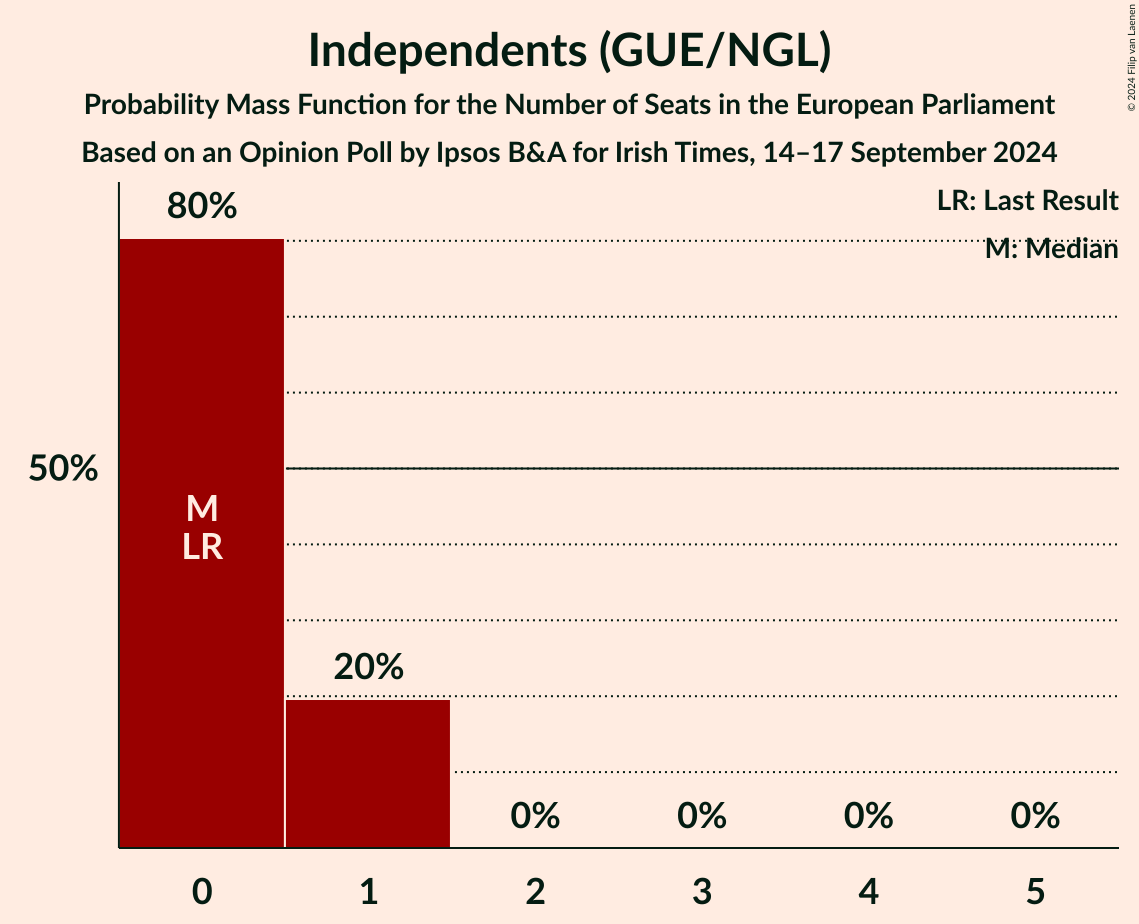 Independents (GUE/NGL)
Probability Mass Function for the Number of Seats in the European Parliament
Based on an Opinion Poll by Ipsos B&A for Irish Times, 14–17 September 2024
© 2024 Filip van Laenen
LR: Last Result
M: Median
80%
50%
M
LR
20%
0% 0% 0% 0%
0 1 2 3 4 5